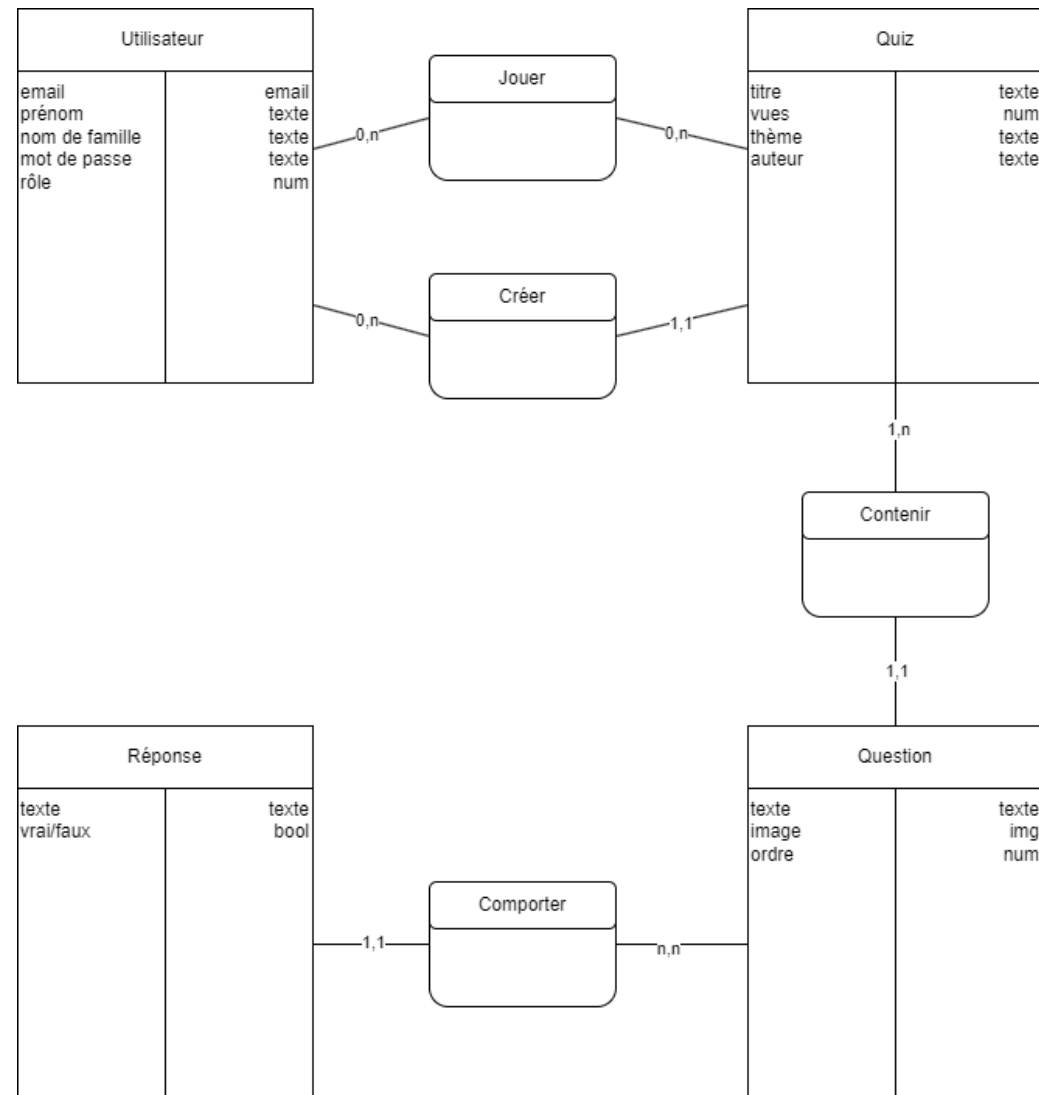 Utilisateur
email email
prénom texte
nom de famille texte
mot de passe texte
rôle num
Jouer
0,n
0,n
Quiz
titre texte
vues num
thème texte
auteur texte
Créer
0,n
1,1
1,n
Contenir
1,1
Réponse
texte texte
vrai/faux bool
Comporter
1,1
n,n
Question
texte texte
image img
ordre num